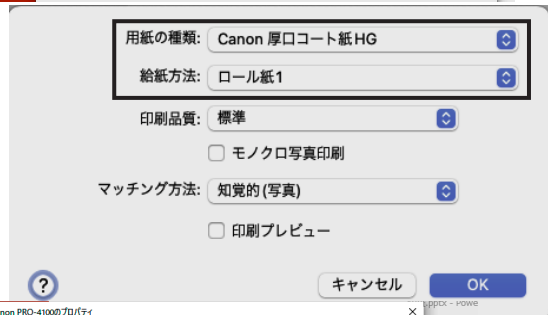 用紙の種類: Canon 厚口コート紙HG
給紙方法: ロール紙1
印刷品質: 標準
モノクロ写真印刷
マッチング方法: 知覚的(写真)
印刷プレビュー
? キャンセル OK
.pptx - Powe
non PRO-4100のプロパティ ×